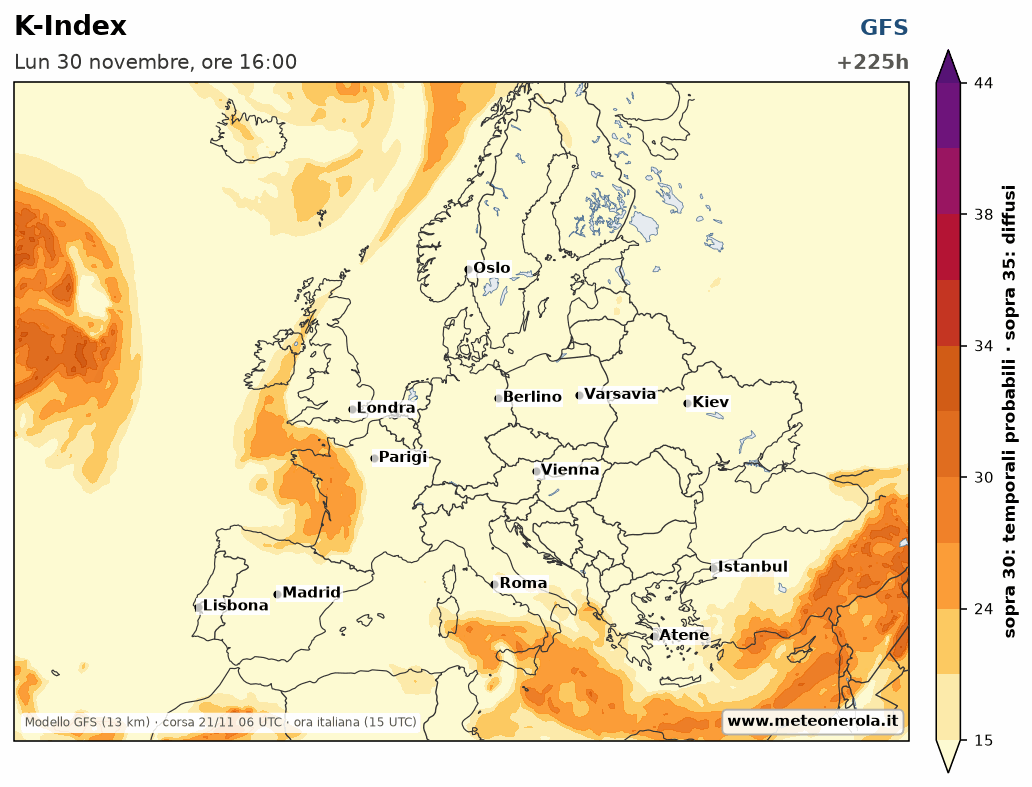 K-Index
GFS
Lun 30 novembre, ore 16:00
+225h
44
38
34
30
24
15
sopra 30: temporali probabili · sopra 35: diffusi
Oslo
Berlino
Varsavia
Kiev
Londra
Parigi
Vienna
Istanbul
Roma
Madrid
Lisbona
Atene
Modello GFS (13 km) · corsa 21/11 06 UTC · ora italiana (15 UTC)
www.meteonerola.it